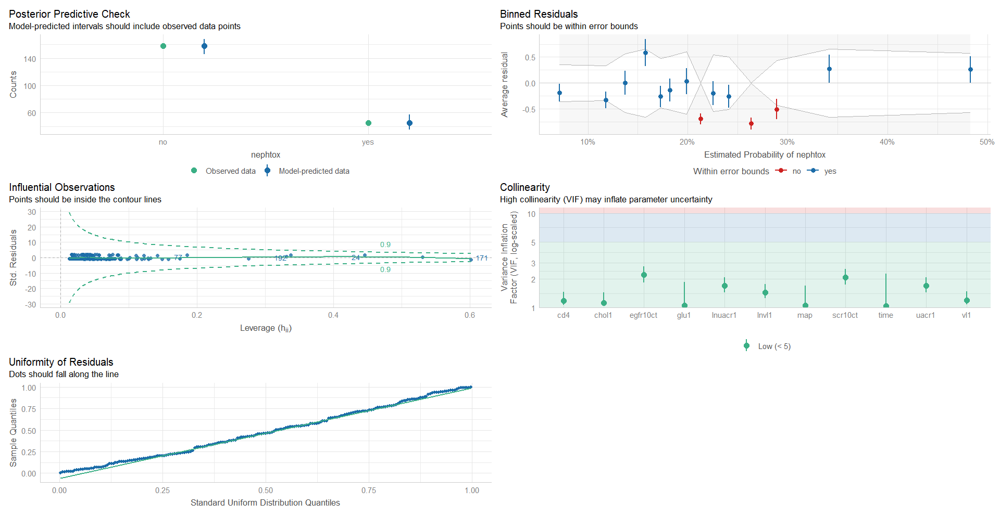 Posterior Predictive Check
Model-predicted intervals should include observed data points
Counts
140
100
60
no
yes
nephtox
Observed data
Model-predicted data
Binned Residuals
Points should be within error bounds
Average residual
0.5
0.0
-0.5
10%
20%
30%
40%
50%
Estimated Probability of nephtox
Within error bounds
no
yes
Influential Observations
Points should be inside the contour lines
Std. Residuals
30
20
10
0
-10
-20
-30
0.9
77
192
24
171
0.9
0.0
0.2
0.4
0.6
Leverage (hii)
Collinearity
High collinearity (VIF) may inflate parameter uncertainty
Variance Inflation
Factor (VIF, log-scaled)
10
5
3
2
1
cd4
chol1
egfr10ct
glu1
lnuacr1
lnvl1
map
scr10ct
time
uacr1
vl1
Low (< 5)
Uniformity of Residuals
Dots should fall along the line
Sample Quantiles
1.00
0.75
0.50
0.25
0.00
0.00
0.25
0.50
0.75
1.00
Standard Uniform Distribution Quantiles